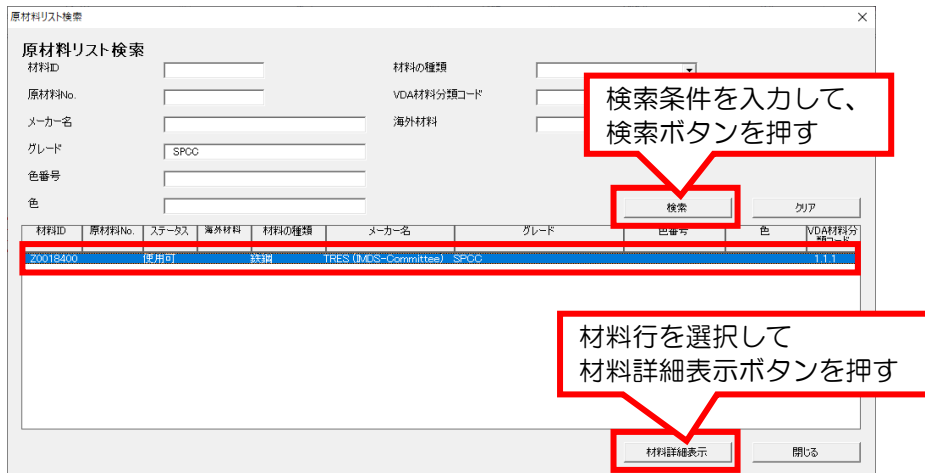 原材料リスト検索
原材料リスト検索
材料ID
材料の種類
原材料No.
VDA材料分類コード
メーカー名
海外材料
グレード
SPCC
色番号
色
検索条件を入力して、
検索ボタンを押す
検索
クリア
材料ID 原材料No. ステータス 海外材料 材料の種類 メーカー名 グレード 色番号 色 VDA材料分類コード
Z0018400 使用可 鉄鋼 TRES (IMDS-Committee) SPCC 1.1.1
材料行を選択して
材料詳細表示ボタンを押す
材料詳細表示
閉じる